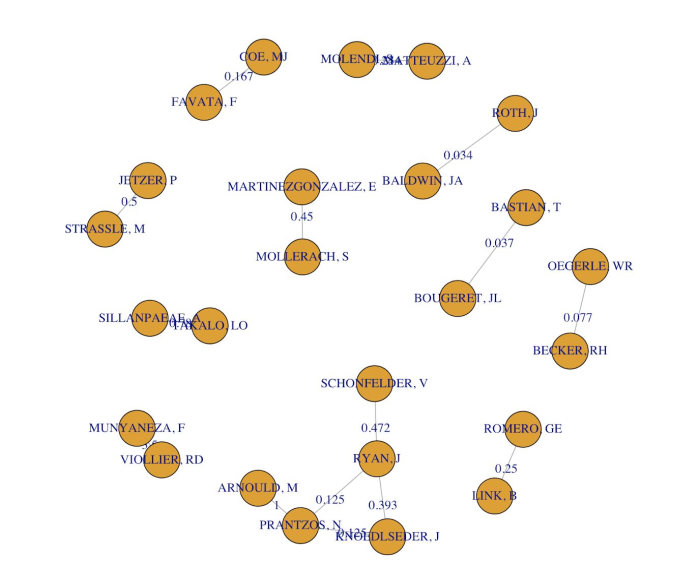 COE, MJ
0.167
FAVATA, F
MOLENDI, S
MATTEUZZI, A
ROTH, J
0.034
BALDWIN, JA
JETZER, P
0.5
STRASSLE, M
MARTINEZGONZALEZ, E
0.45
MOLLERACH, S
BASTIAN, T
0.037
BOUGERET, JL
OEGERLE, WR
0.077
BECKER, RH
SILLANPAEAE, A
TAKALO, LO
SCHONFELDER, V
0.472
RYAN, J
MUNYANEZA, F
VIOLLIER, RD
ROMERO, GE
0.25
LINK, B
ARNOULD, M
1
0.125
0.393
PRANTZOS, N
0.125
KNOEDLSEDER, J